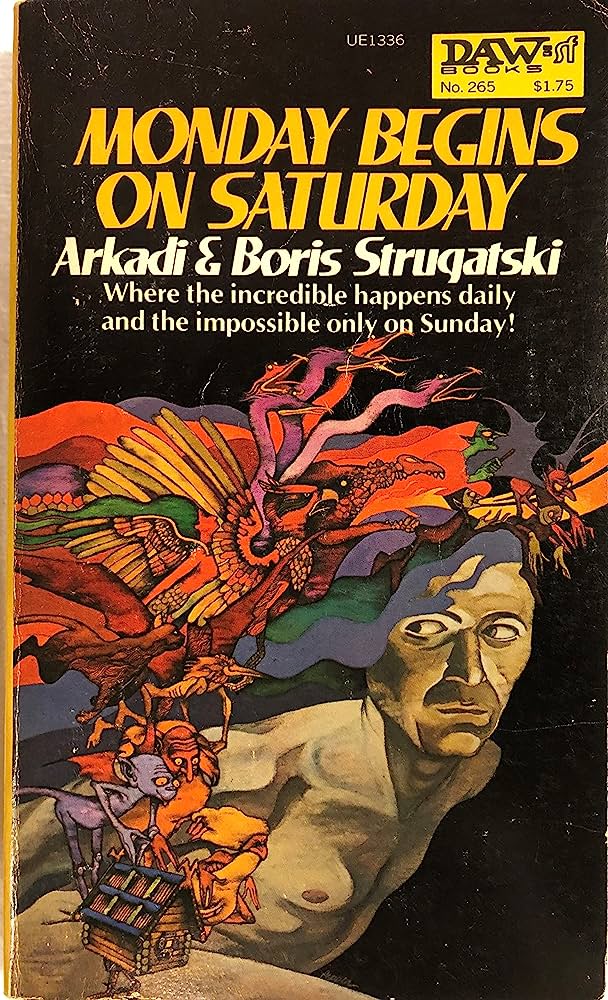 UE1336
DAW=sf
BOOKS
No. 265 $1.75
MONDAY BEGINS
ON SATURDAY
Arkadi & Boris Strugatski
Where the incredible happens daily
and the impossible only on Sunday!